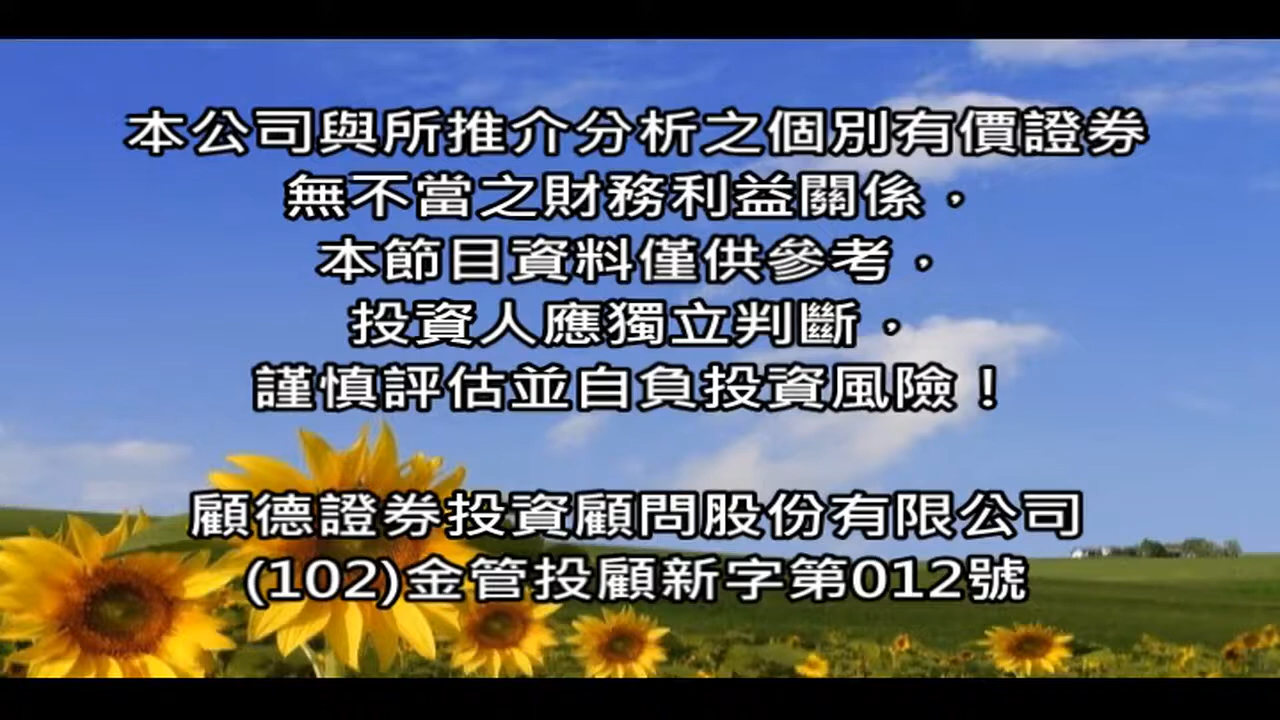 本公司與所推介分析之個別有價證券
無不當之財務利益關係，
本節目資料僅供參考，
投資人應獨立判斷，
謹慎評估並自負投資風險！
顧德證券投資顧問股份有限公司
(102)金管投顧新字第012號